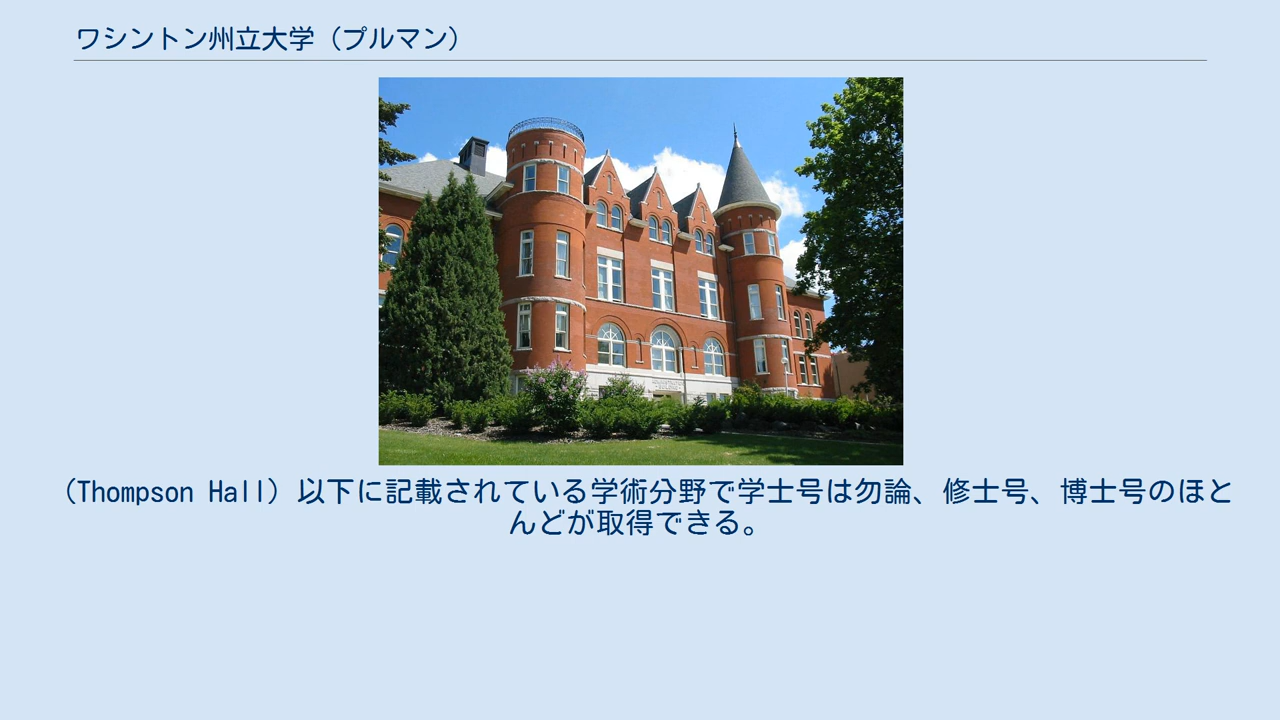 ワシントン州立大学（プルマン）
（Thompson Hall）以下に記載されている学術分野で学士号は勿論、修士号、博士号のほと
んどが取得できる。